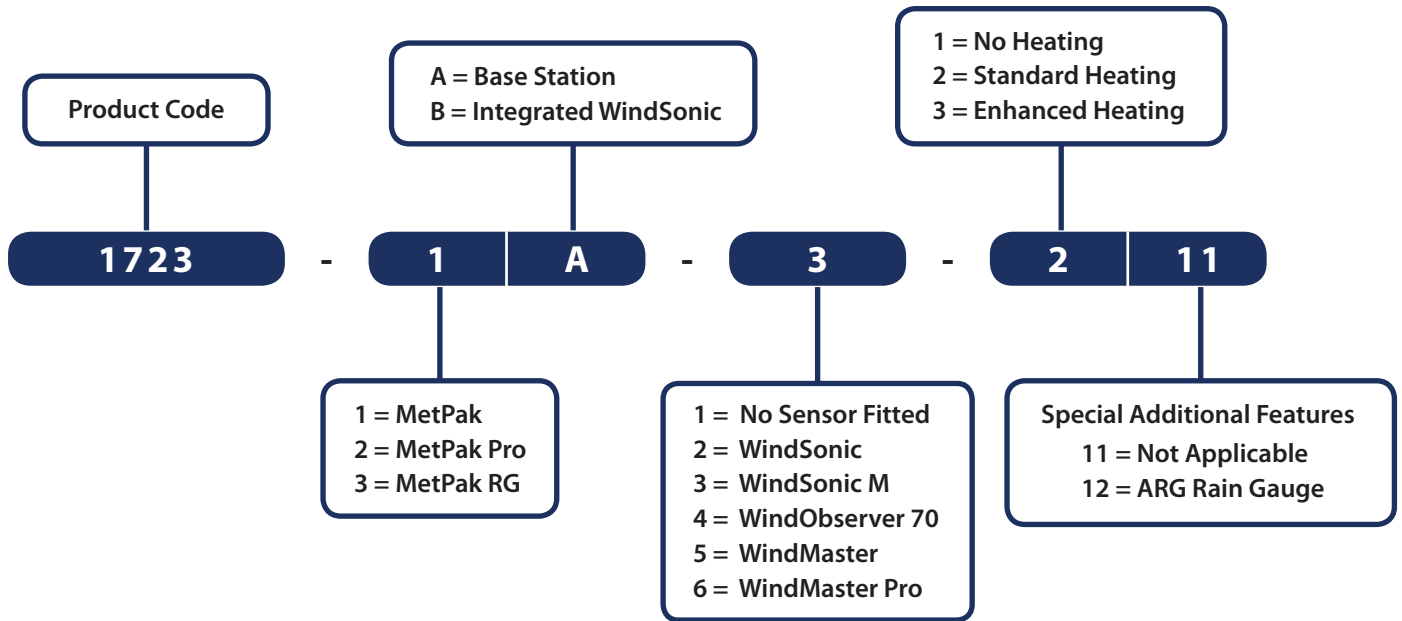 Product Code
A = Base Station
B = Integrated WindSonic
1 = No Heating
2 = Standard Heating
3 = Enhanced Heating
1723 - 1 A - 3 - 2 11
1 = MetPak
2 = MetPak Pro
3 = MetPak RG
1 = No Sensor Fitted
2 = WindSonic
3 = WindSonic M
4 = WindObserver 70
5 = WindMaster
6 = WindMaster Pro
Special Additional Features
11 = Not Applicable
12 = ARG Rain Gauge